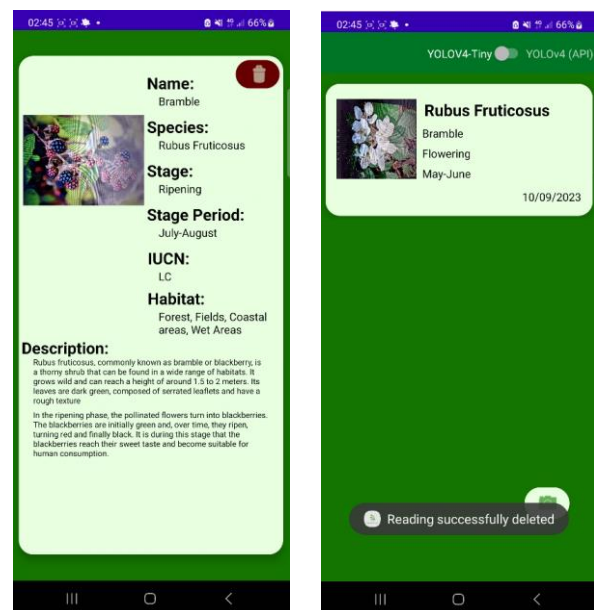 02:45
66%
Name:
Bramble
Species:
Rubus Fruticosus
Stage:
Ripening
Stage Period:
July-August
IUCN:
LC
Habitat:
Forest, Fields, Coastal
areas, Wet Areas
Description:
Rubus fruticosus, commonly known as bramble or blackberry, is
a thorny shrub that can be found in a wide range of habitats. It
grows wild and can reach a height of around 1.5 to 2 meters. Its
leaves are dark green, composed of serrated leaflets and have a
rough texture
In the ripening phase, the pollinated flowers turn into blackberries.
The blackberries are initially green and, over time, they ripen,
turning red and finally black. It is during this stage that the
blackberries reach their sweet taste and become suitable for
human consumption.
02:45
66%
YOLOV4-Tiny
YOLOv4 (API)
Rubus Fruticosus
Bramble
Flowering
May-June
10/09/2023
Reading successfully deleted